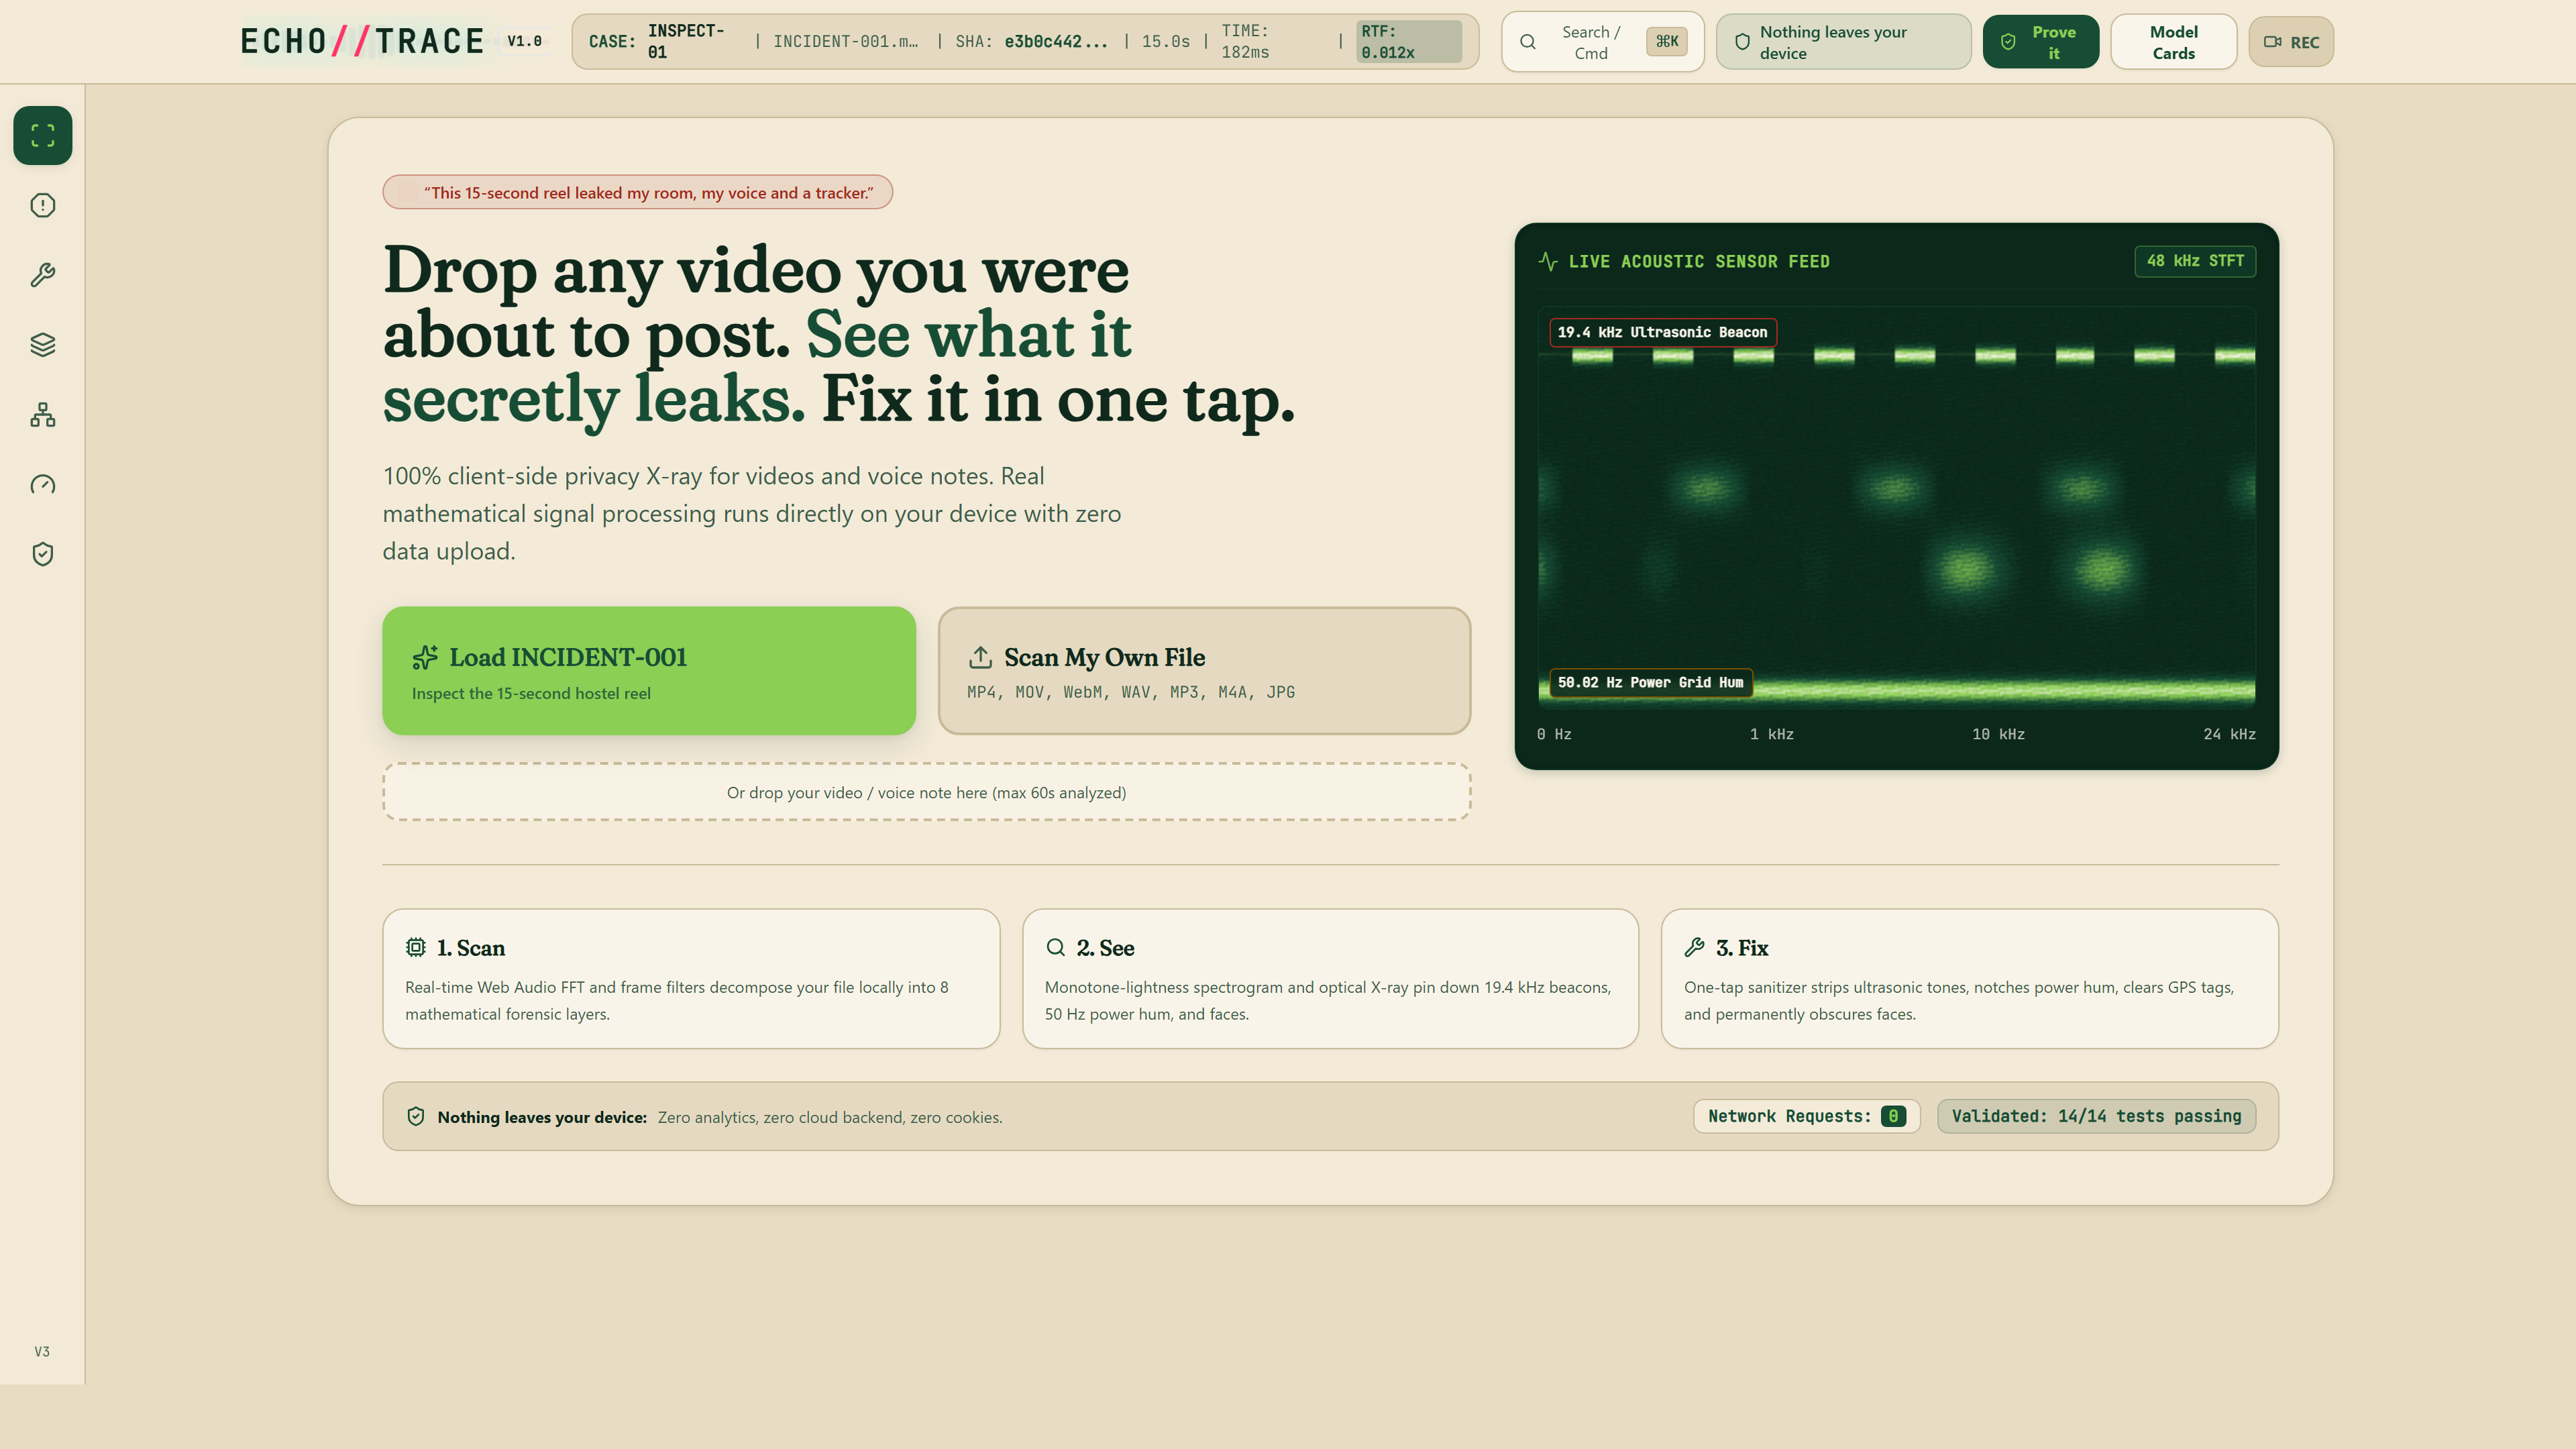 ECHO//TRACE V1.0
CASE: INSPECT-01 | INCIDENT-001.m… | SHA: e3b0c442... | 15.0s | TIME: 182ms | RTF: 0.012x
Search / Cmd ⌘K
Nothing leaves your device
Prove it
Model Cards
REC
“This 15-second reel leaked my room, my voice and a tracker.”
Drop any video you were
about to post. See what it
secretly leaks. Fix it in one tap.
100% client-side privacy X-ray for videos and voice notes. Real
mathematical signal processing runs directly on your device with zero
data upload.
Load INCIDENT-001
Inspect the 15-second hostel reel
Scan My Own File
MP4, MOV, WebM, WAV, MP3, M4A, JPG
Or drop your video / voice note here (max 60s analyzed)
LIVE ACOUSTIC SENSOR FEED
48 kHz STFT
19.4 kHz Ultrasonic Beacon
50.02 Hz Power Grid Hum
0 Hz 1 kHz 10 kHz 24 kHz
1. Scan
Real-time Web Audio FFT and frame filters decompose your file locally into 8
mathematical forensic layers.
2. See
Monotone-lightness spectrogram and optical X-ray pin down 19.4 kHz beacons,
50 Hz power hum, and faces.
3. Fix
One-tap sanitizer strips ultrasonic tones, notches power hum, clears GPS tags,
and permanently obscures faces.
Nothing leaves your device: Zero analytics, zero cloud backend, zero cookies.
Network Requests: 0
Validated: 14/14 tests passing
V3